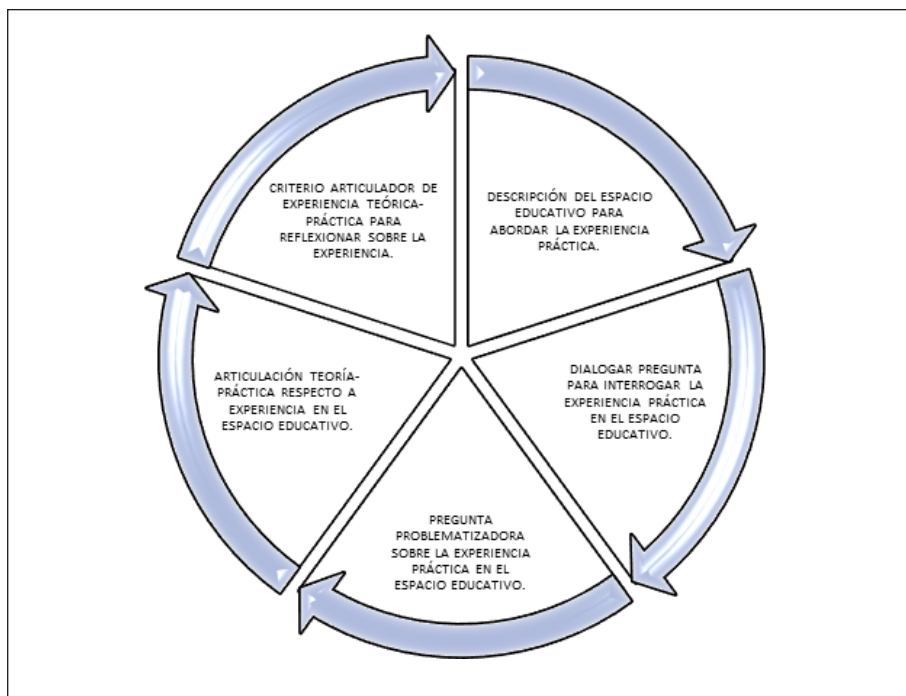 CRITERIO ARTICULADOR DE
EXPERIENCIA TEÓRICA-
PRÁCTICA PARA
REFLEXIONAR SOBRE LA
EXPERIENCIA.
DESCRIPCIÓN DEL ESPACIO
EDUCATIVO PARA
ABORDAR LA EXPERIENCIA
PRÁCTICA.
DIALOGAR PREGUNTA
PARA INTERROGAR LA
EXPERIENCIA PRÁCTICA
EN EL ESPACIO
EDUCATIVO.
PREGUNTA
PROBLEMATIZADORA
SOBRE LA EXPERIENCIA
PRÁCTICA EN EL
ESPACIO EDUCATIVO.
ARTICULACIÓN TEORÍA-
PRÁCTICA RESPECTO A
EXPERIENCIA EN EL
ESPACIO EDUCATIVO.